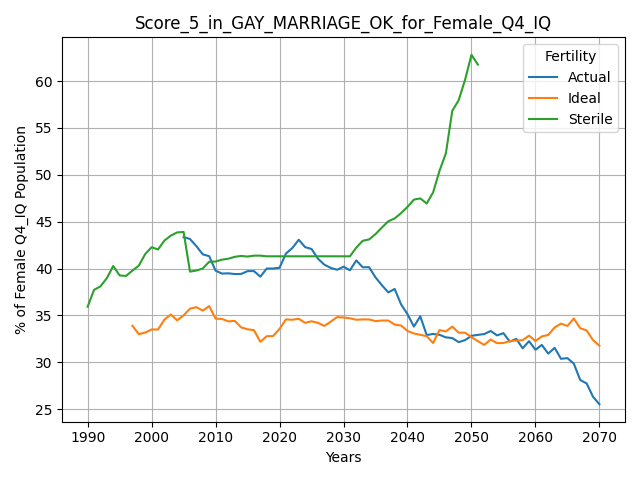 Score_5_in_GAY_MARRIAGE_OK_for_Female_Q4_IQ
Fertility
Actual
Ideal
Sterile
% of Female Q4_IQ Population
60
55
50
45
40
35
30
25
1990 2000 2010 2020 2030 2040 2050 2060 2070
Years